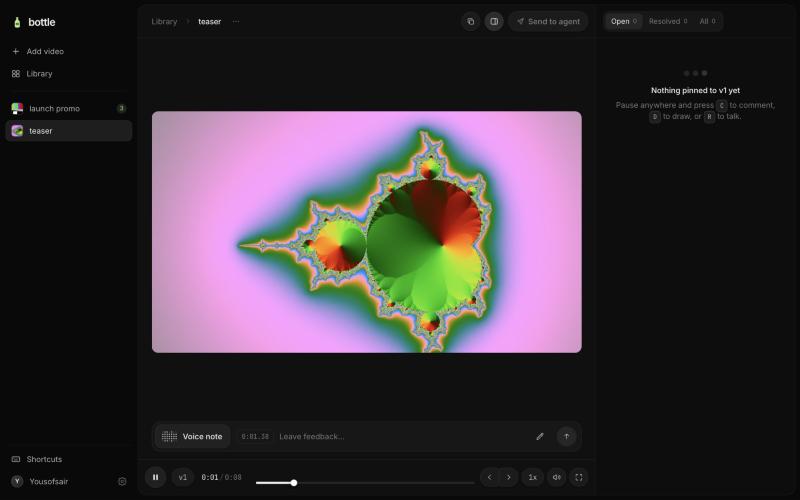 bottle
Add video
Library
launch promo 3
teaser
Shortcuts
Y Yousofsair
Library > teaser ...
Send to agent
Voice note 0:01.38 Leave feedback...
v1 0:01 / 0:08 1x
Open 0 Resolved 0 All 0
Nothing pinned to v1 yet
Pause anywhere and press C to comment,
D to draw, or R to talk.